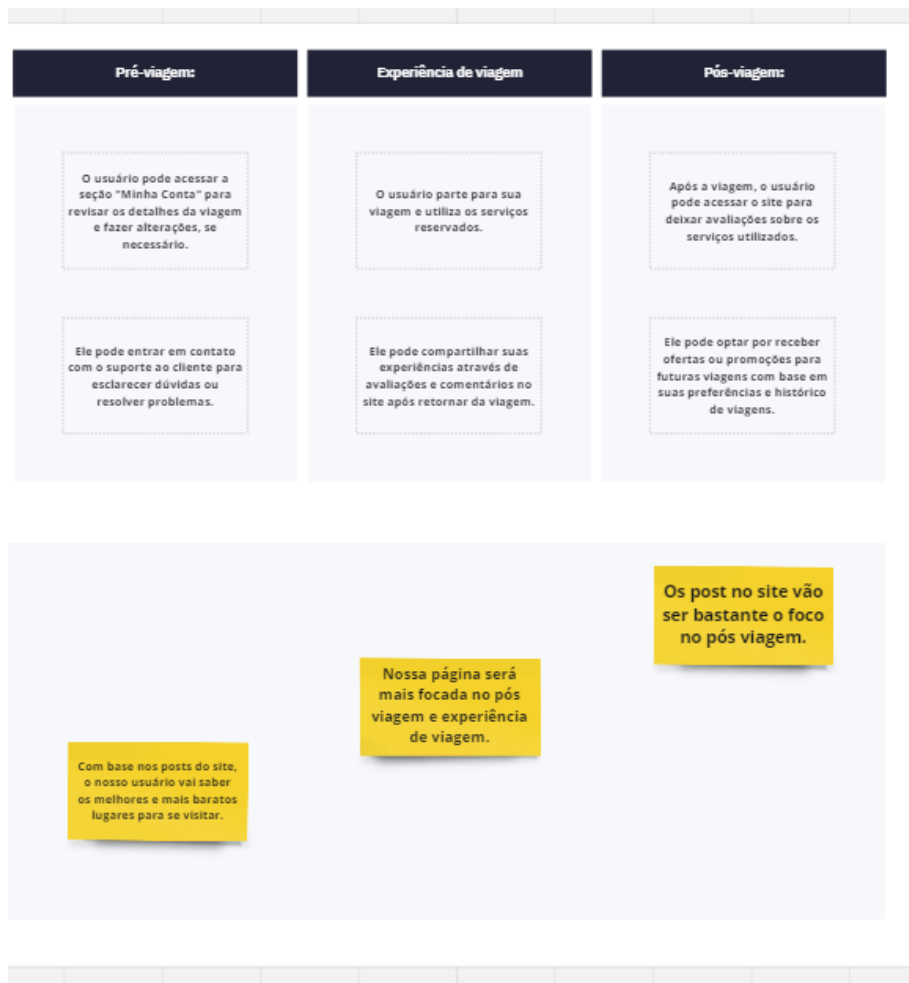 Pré-viagem:
Experiência de viagem
Pós-viagem:
O usuário pode acessar a
seção "Minha Conta" para
revisar os detalhes da viagem
e fazer alterações, se
necessário.
O usuário parte para sua
viagem e utiliza os serviços
reservados.
Após a viagem, o usuário
pode acessar o site para
deixar avaliações sobre os
serviços utilizados.
Ele pode entrar em contato
com o suporte ao cliente para
esclarecer dúvidas ou
resolver problemas.
Ele pode compartilhar suas
experiências através de
avaliações e comentários no
site após retornar da viagem.
Ele pode optar por receber
ofertas ou promoções para
futuras viagens com base em
suas preferências e histórico
de viagens.
Com base nos posts do site,
o nosso usuário vai saber
os melhores e mais baratos
lugares para se visitar.
Nossa página será
mais focada no pós
viagem e experiência
de viagem.
Os post no site vão
ser bastante o foco
no pós viagem.